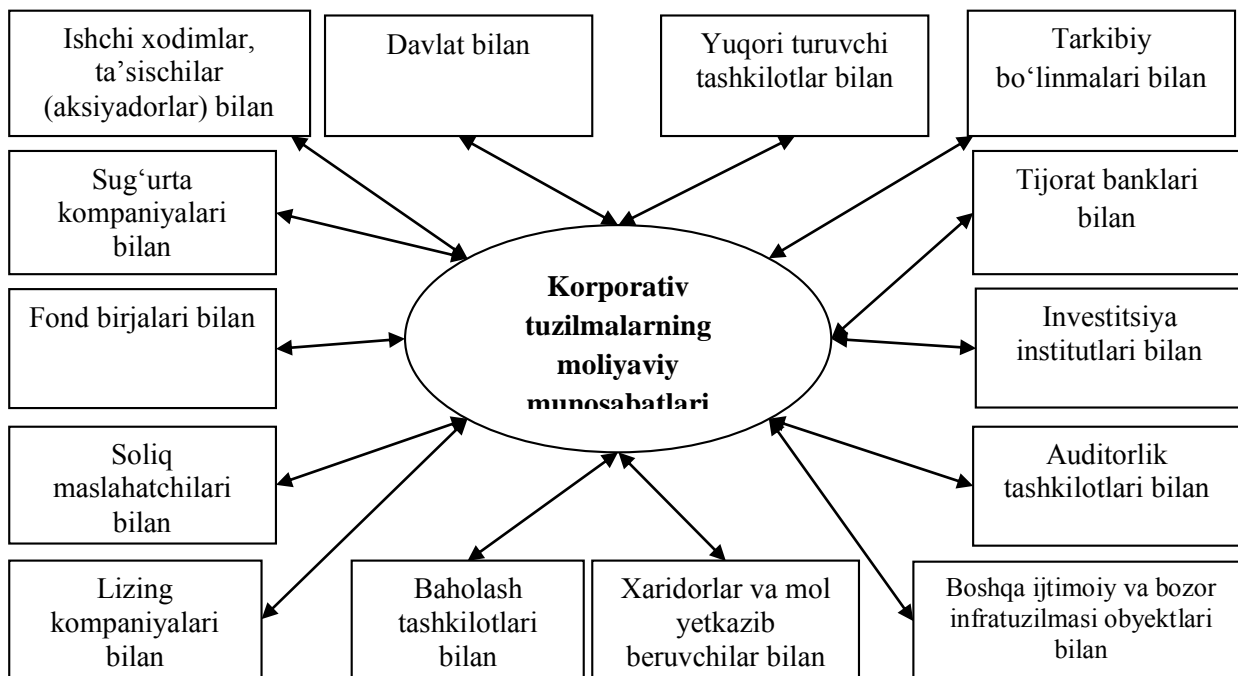 Ishchi xodimlar,
ta’sischilar
(aksiyadorlar) bilan
Davlat bilan
Yuqori turuvchi
tashkilotlar bilan
Tarkibiy
bo‘linmalari bilan
Sug‘urta
kompaniyalari
bilan
Tijorat banklari
bilan
Fond birjalari bilan
Korporativ
tuzilmalarning
moliyaviy
munosabatlari
Investitsiya
institutlari bilan
Soliq
maslahatchilari
bilan
Auditorlik
tashkilotlari bilan
Lizing
kompaniyalari
bilan
Baholash
tashkilotlari
bilan
Xaridorlar va mol
yetkazib
beruvchilar bilan
Boshqa ijtimoiy va bozor
infratuzilmasi obyektlari
bilan